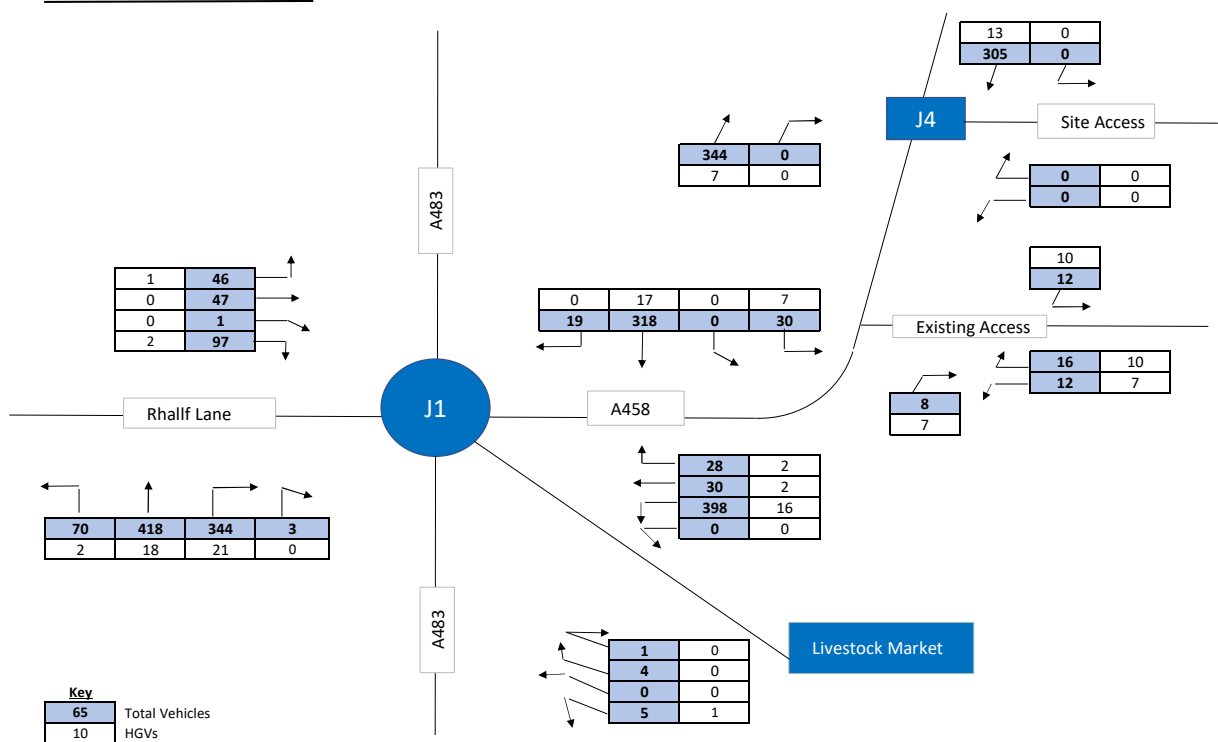 13 0
305 0
J4
Site Access
344 0
7 0
0 0
0 0
A483
10
12
1 46
0 47
0 1
2 97
0 17 0 7
19 318 0 30
Existing Access
16 10
12 7
8
7
Rhallf Lane
J1
A458
28 2
30 2
398 16
0 0
70 418 344 3
2 18 21 0
A483
Livestock Market
1 0
4 0
0 0
5 1
Key
65 Total Vehicles
10 HGVs